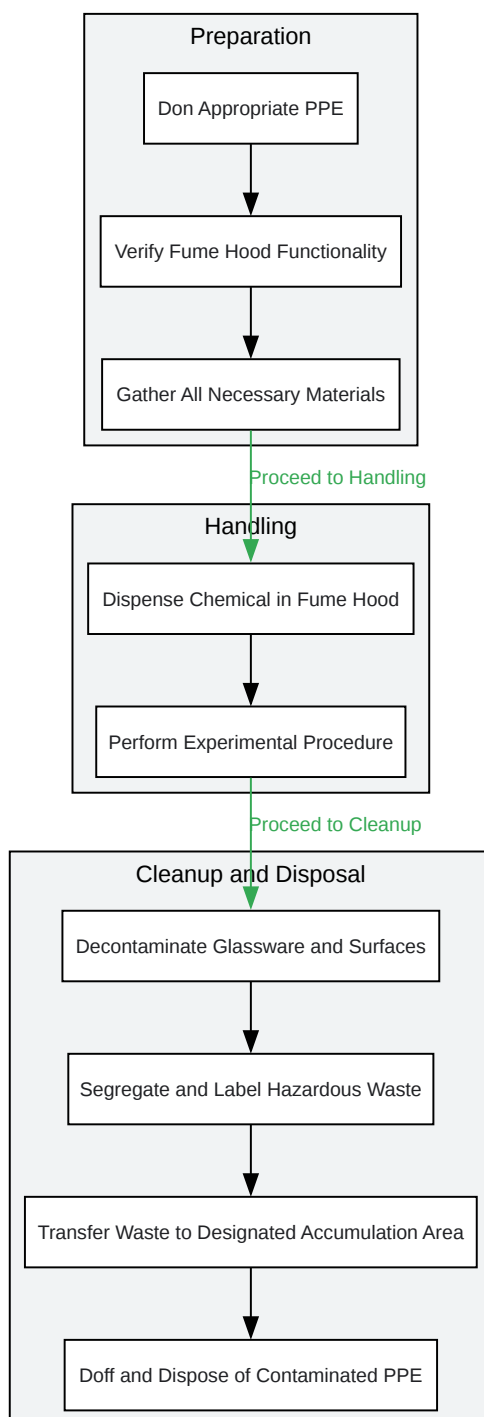 Preparation
Don Appropriate PPE
Verify Fume Hood Functionality
Gather All Necessary Materials
Proceed to Handling
Handling
Dispense Chemical in Fume Hood
Perform Experimental Procedure
Proceed to Cleanup
Cleanup and Disposal
Decontaminate Glassware and Surfaces
Segregate and Label Hazardous Waste
Transfer Waste to Designated Accumulation Area
Doff and Dispose of Contaminated PPE